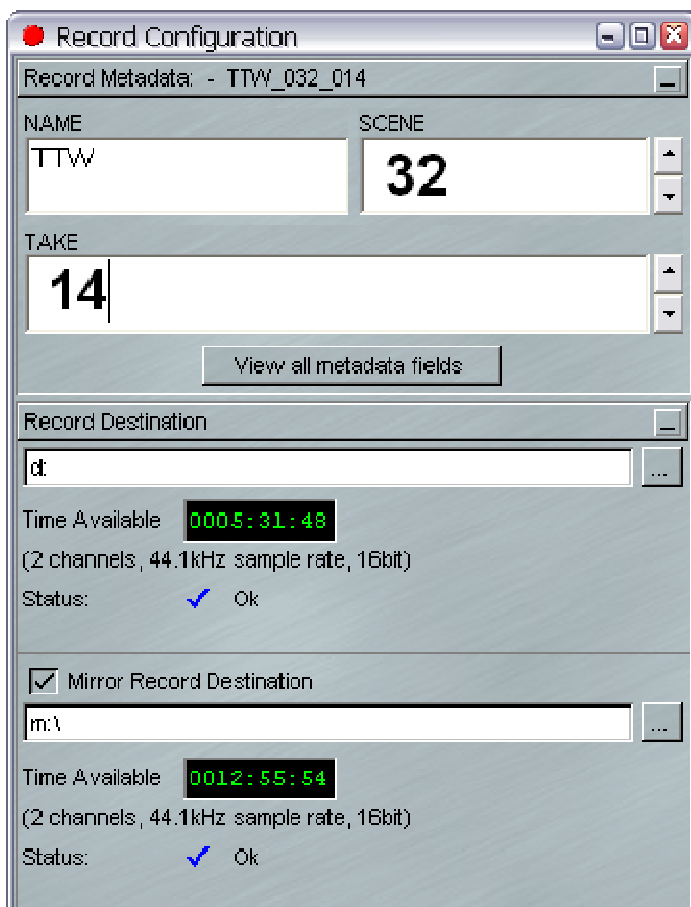 Record Configuration
Record Metadata: - TTW_032_014
NAME SCENE
TTW 32
TAKE
14
View all metadata fields
Record Destination
d:
...
Time Available 0005:31:48
(2 channels, 44.1kHz sample rate, 16bit)
Status: Ok
Mirror Record Destination
m:\
...
Time Available 0012:55:54
(2 channels, 44.1kHz sample rate, 16bit)
Status: Ok